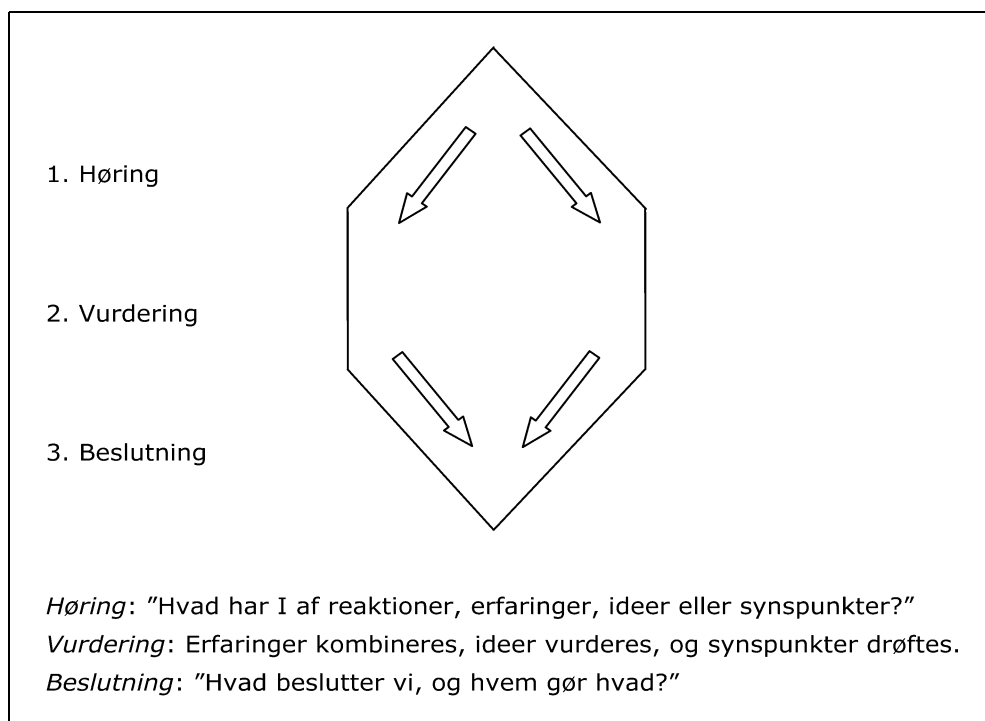 1. Høring
2. Vurdering
3. Beslutning
Høring: ”Hvad har I af reaktioner, erfaringer, ideer eller synspunkter?”
Vurdering: Erfaringer kombineres, ideer vurderes, og synspunkter drøftes.
Beslutning: ”Hvad beslutter vi, og hvem gør hvad?”